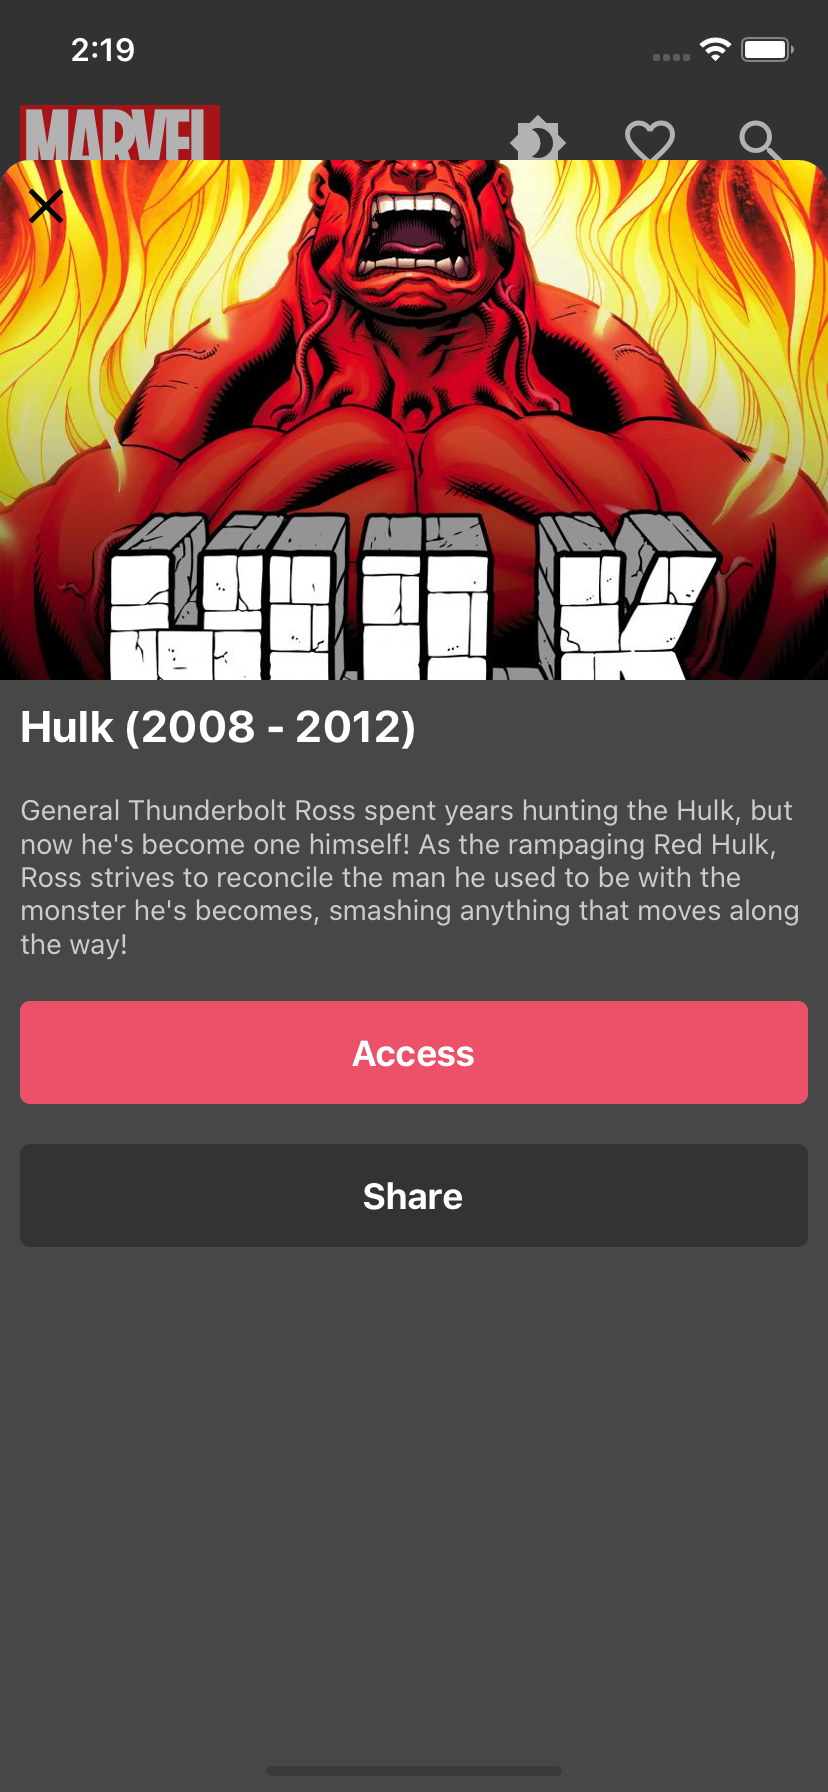 2:19
MARVEL
HULK
Hulk (2008 - 2012)
General Thunderbolt Ross spent years hunting the Hulk, but
now he's become one himself! As the rampaging Red Hulk,
Ross strives to reconcile the man he used to be with the
monster he's becomes, smashing anything that moves along
the way!
Access
Share